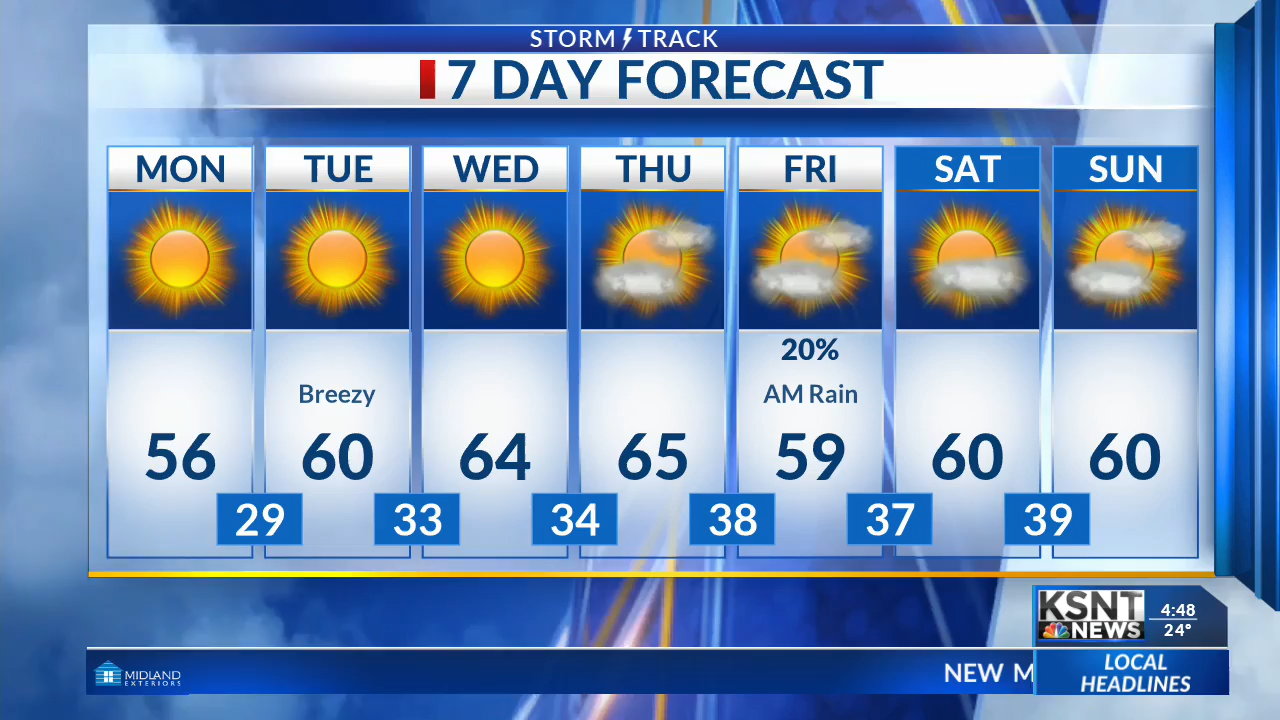 STORM TRACK
7 DAY FORECAST
MON TUE WED THU FRI SAT SUN
20%
Breezy AM Rain
56 60 64 65 59 60 60
29 33 34 38 37 39
KSNT
NEWS
4:48
24°
MIDLAND
EXTERIORS
NEW M
LOCAL
HEADLINES